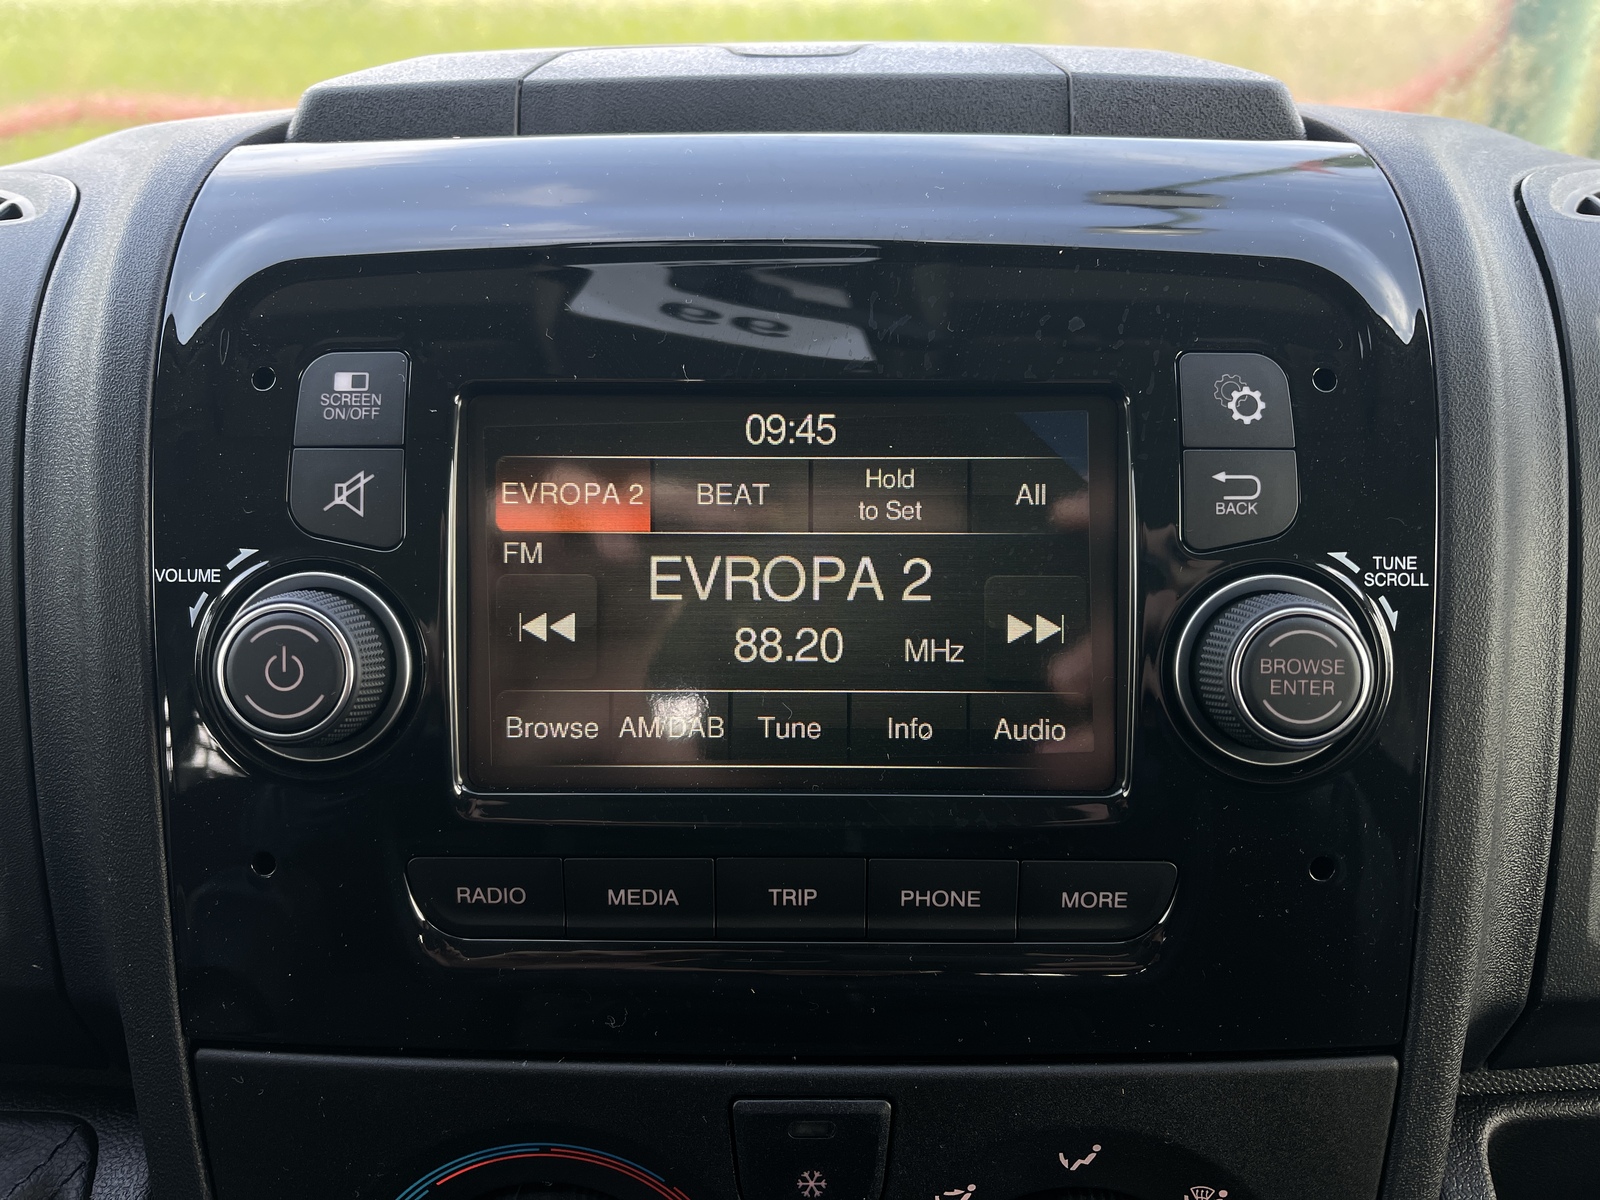 SCREEN
ON/OFF
09:45
EVROPA 2
BEAT
Hold
to Set
All
BACK
FM
EVROPA 2
88.20 MHz
VOLUME
TUNE
SCROLL
BROWSE
ENTER
Browse
AM/DAB
Tune
Info
Audio
RADIO
MEDIA
TRIP
PHONE
MORE